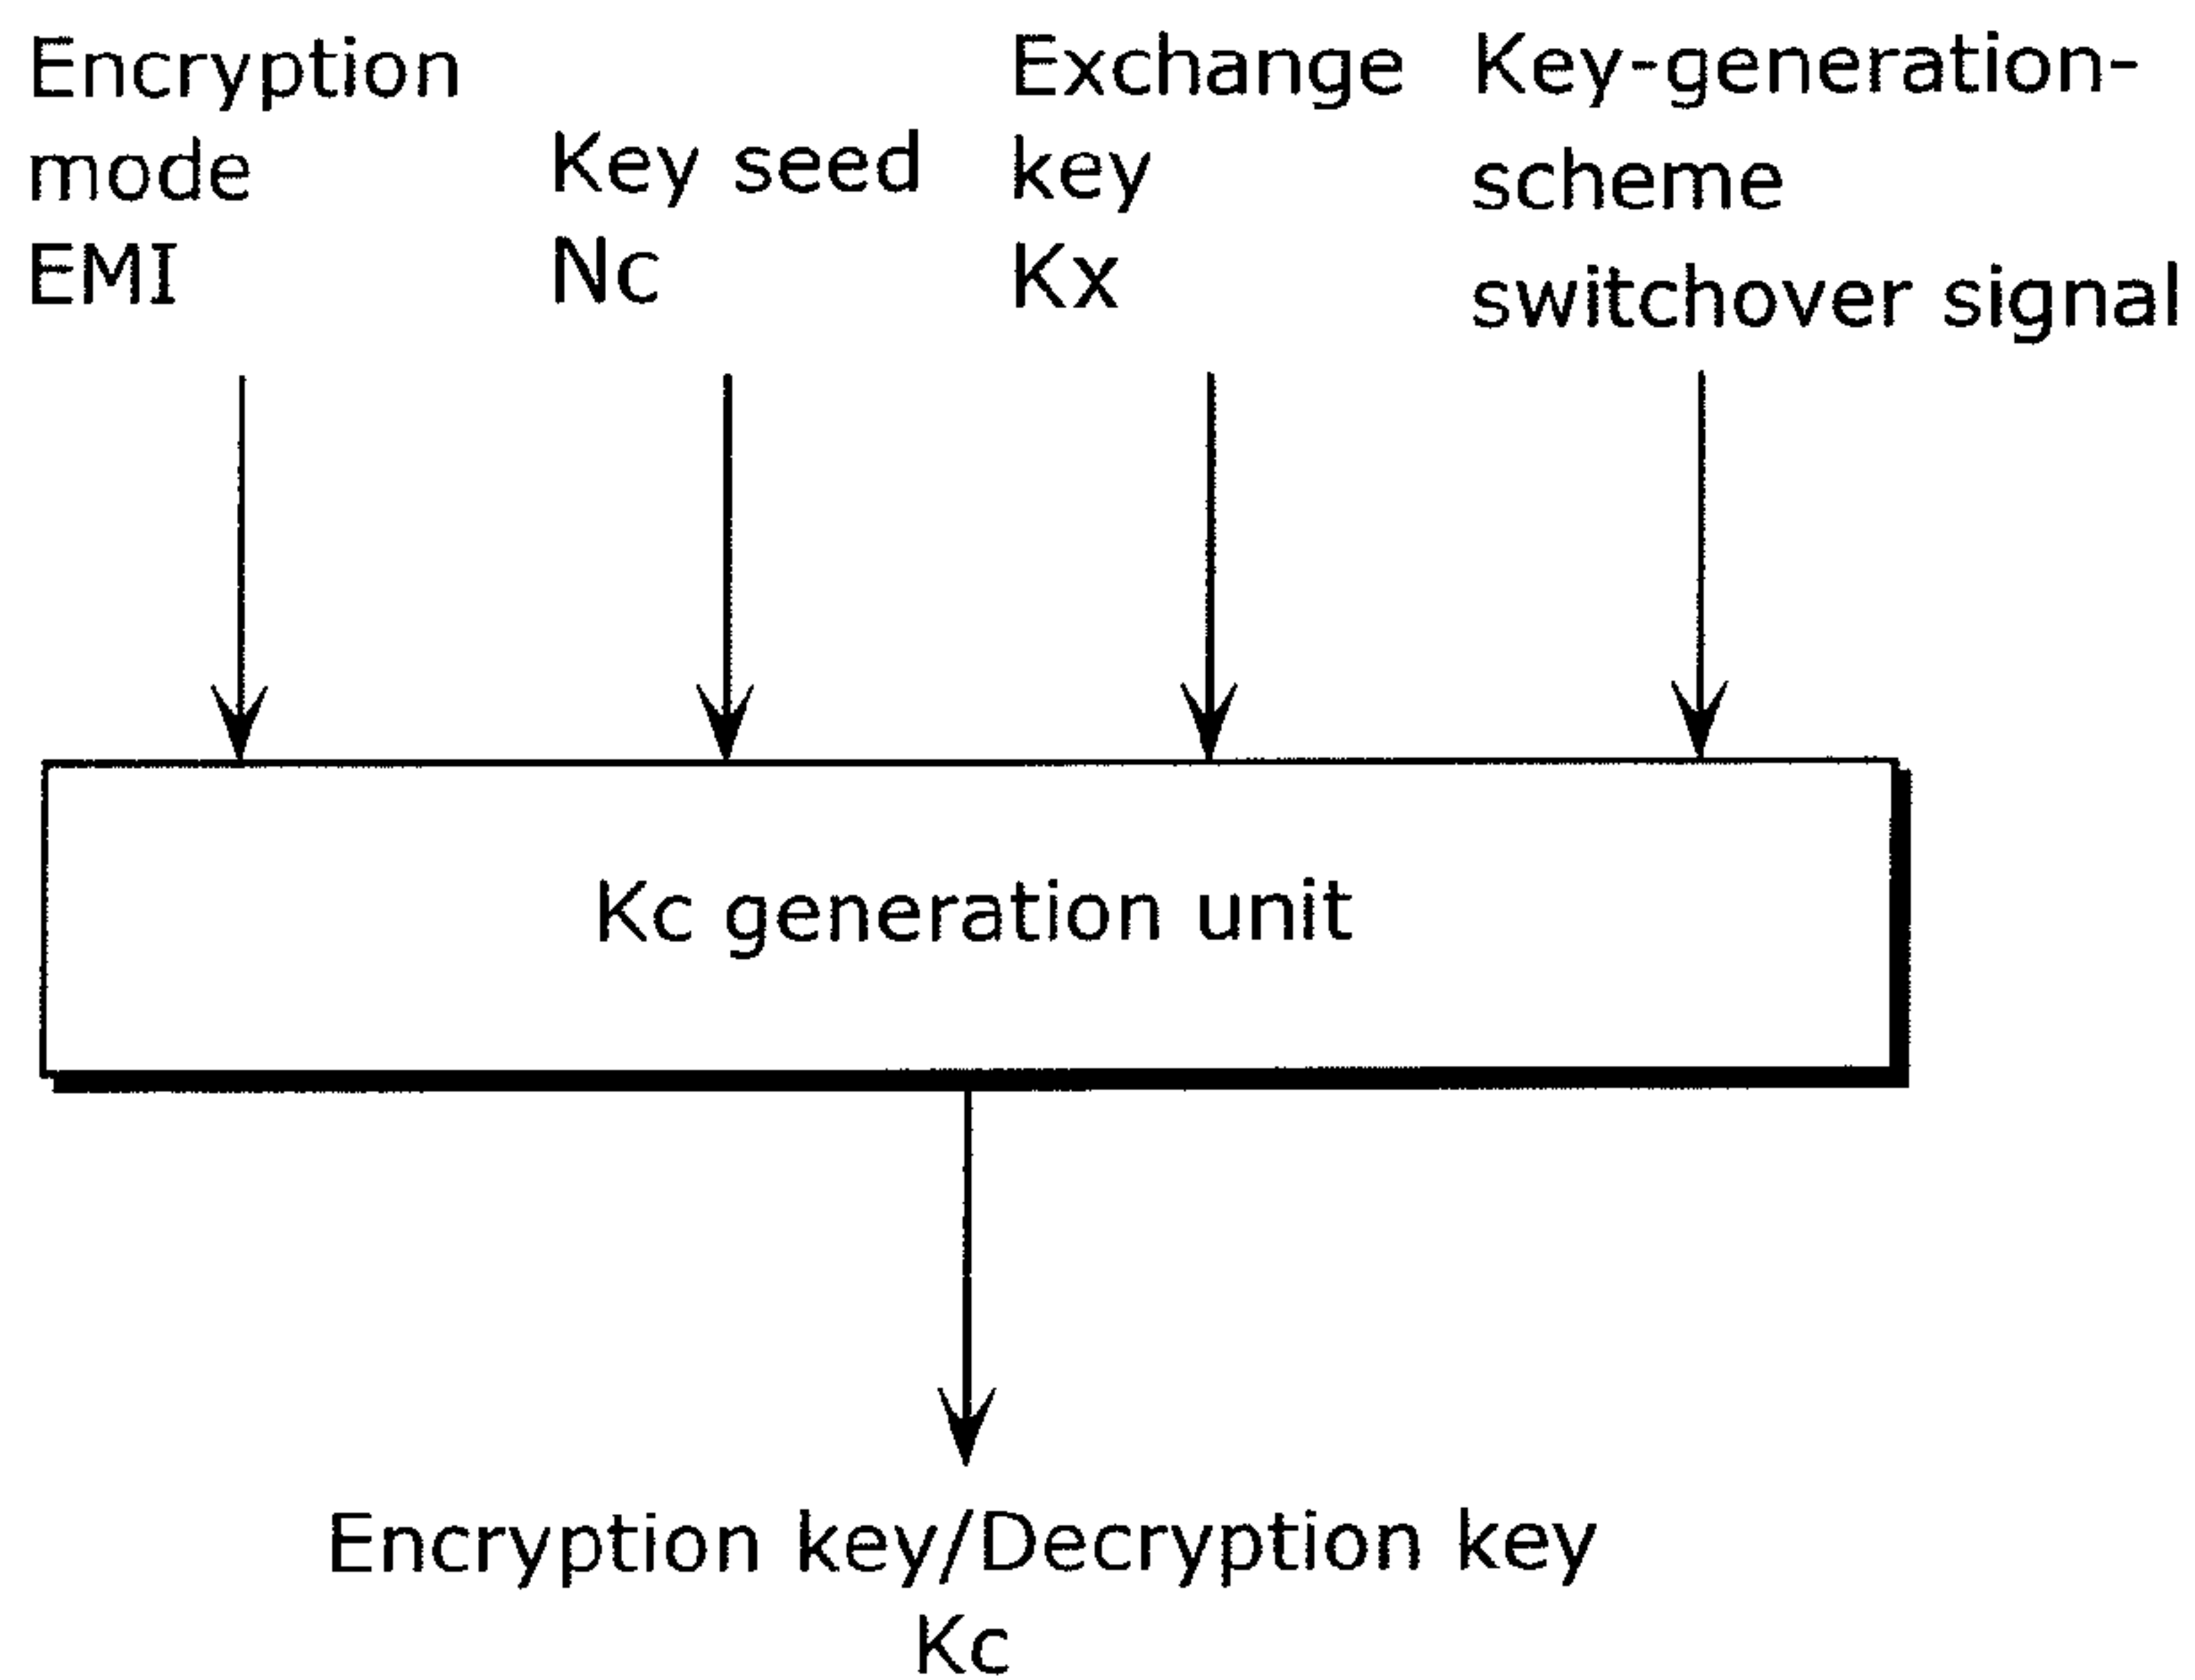 Encryption
mode
EMI
Key seed
Nc
Exchange
key
Kx
Key-generation-
scheme
switchover signal
Kc generation unit
Encryption key/Decryption key
Kc